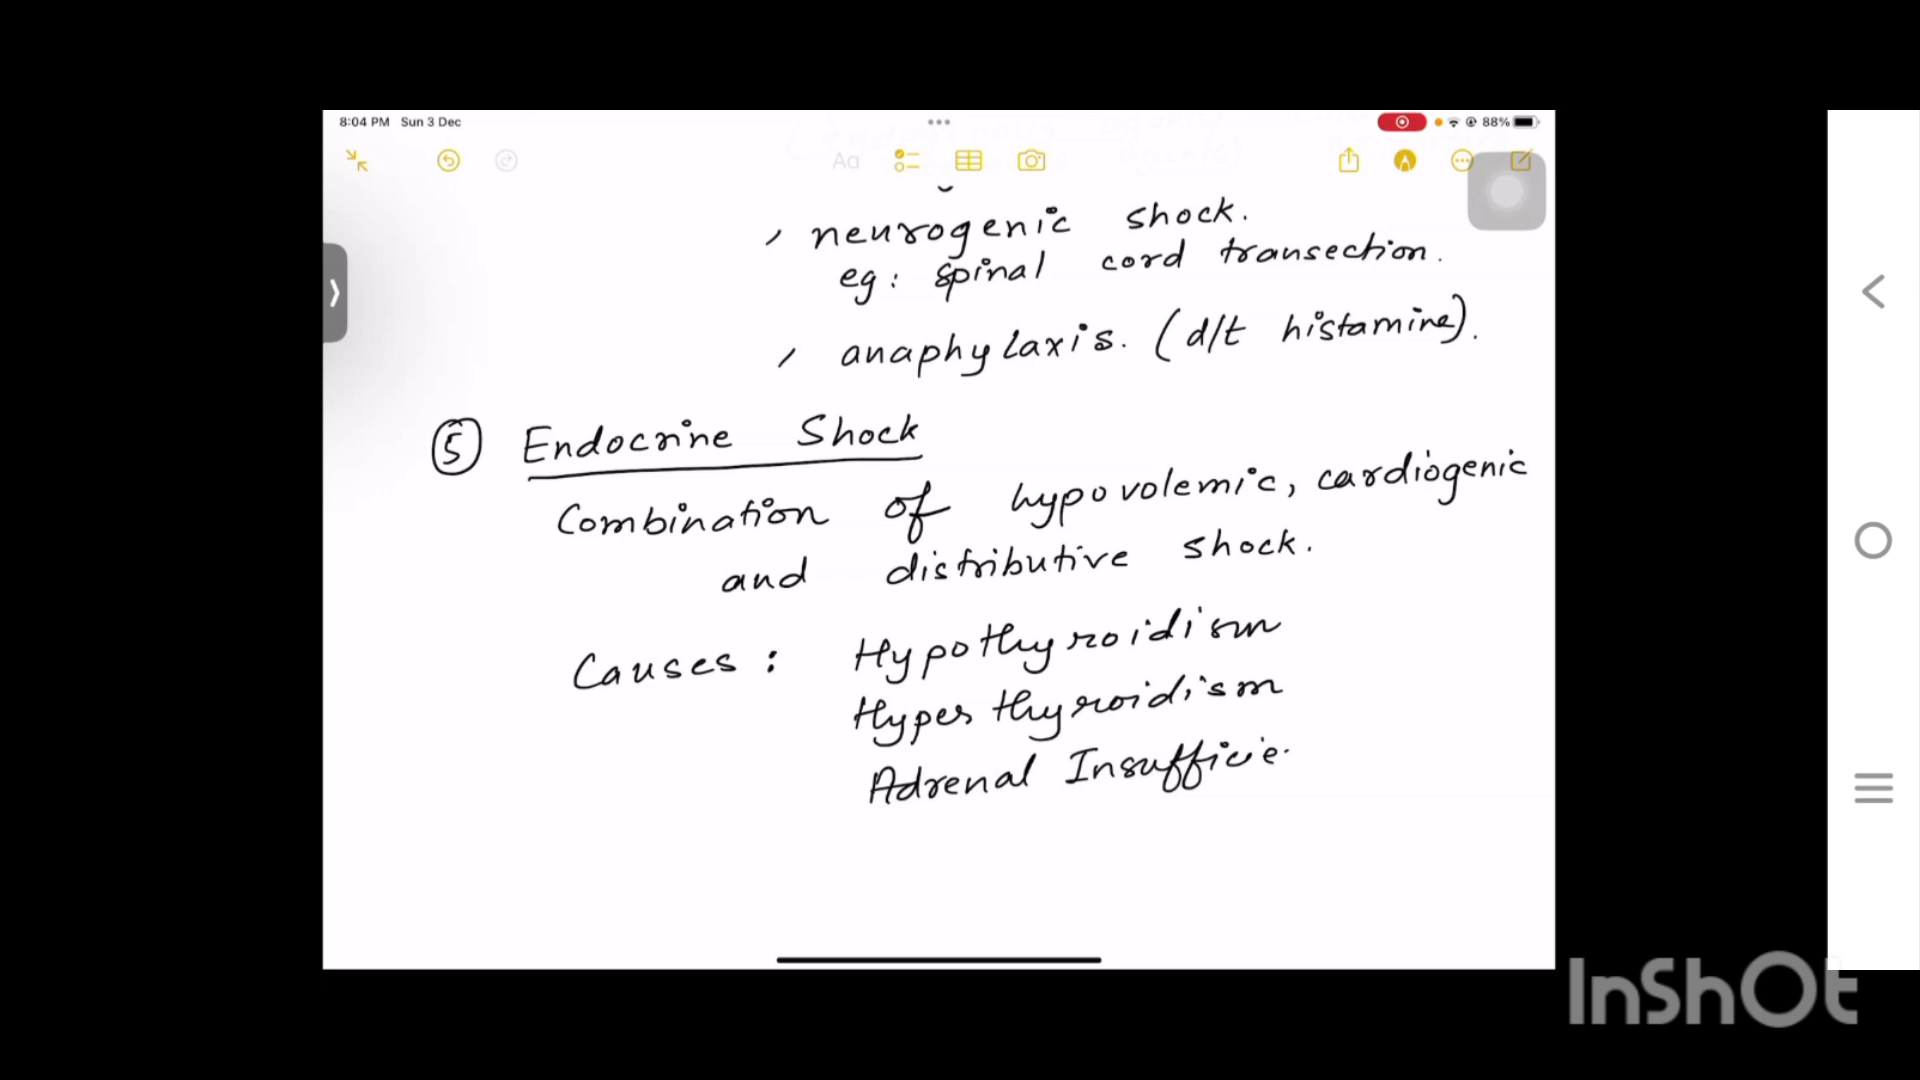 8:04 PM Sun 3 Dec
88%
Aa
neurogenic shock.
eg: spinal cord transection.
anaphylaxis. (d/t histamine).
5 Endocrine Shock
Combination of hypovolemic, cardiogenic
and distributive shock.
Causes: Hypothyroidism
Hyperthyroidism
Adrenal Insufficie
InShOt